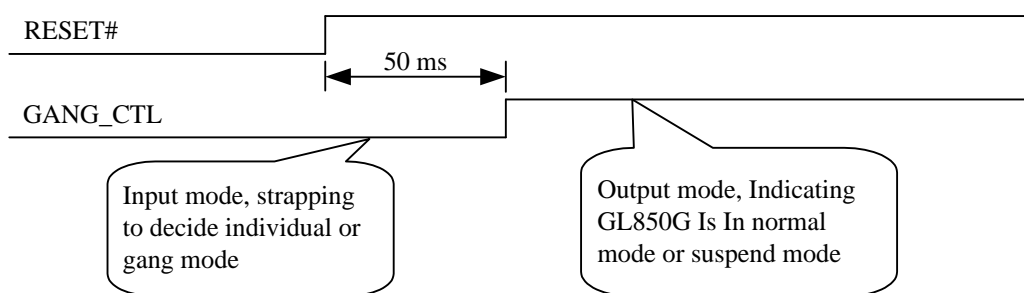 RESET#
50 ms
GANG_CTL
Input mode, strapping
to decide individual or
gang mode
Output mode, Indicating
GL850G Is In normal
mode or suspend mode